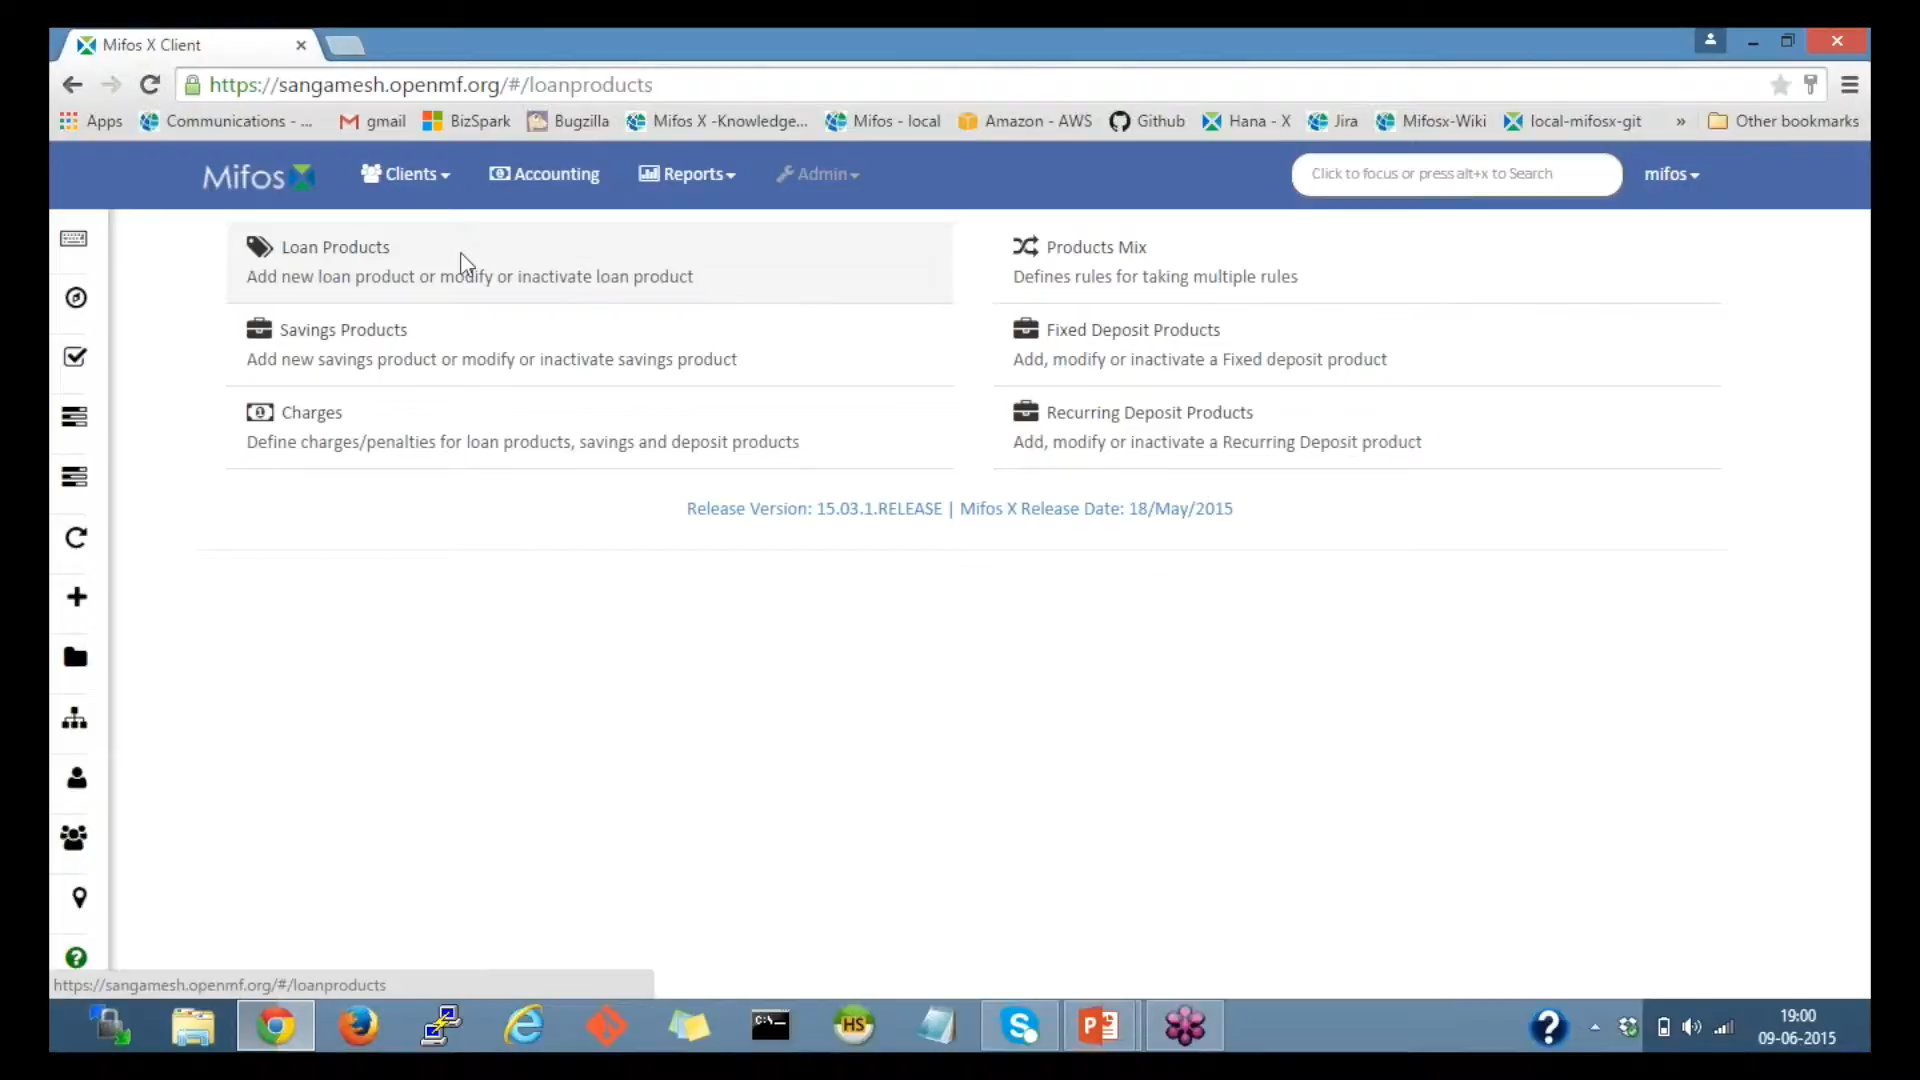 Mifos X Client
https://sangamesh.openmf.org/#/loanproducts
Apps Communications - ... gmail BizSpark Bugzilla Mifos X -Knowledge... Mifos - local Amazon - AWS Github Hana - X Jira Mifosx-Wiki local-mifosx-git » Other bookmarks
Mifos Clients Accounting Reports Admin Click to focus or press alt+x to Search mifos
Loan Products
Add new loan product or modify or inactivate loan product
Products Mix
Defines rules for taking multiple rules
Savings Products
Add new savings product or modify or inactivate savings product
Fixed Deposit Products
Add, modify or inactivate a Fixed deposit product
Charges
Define charges/penalties for loan products, savings and deposit products
Recurring Deposit Products
Add, modify or inactivate a Recurring Deposit product
Release Version: 15.03.1.RELEASE | Mifos X Release Date: 18/May/2015
https://sangamesh.openmf.org/#/loanproducts
C:\_
HS
P
19:00
09-06-2015